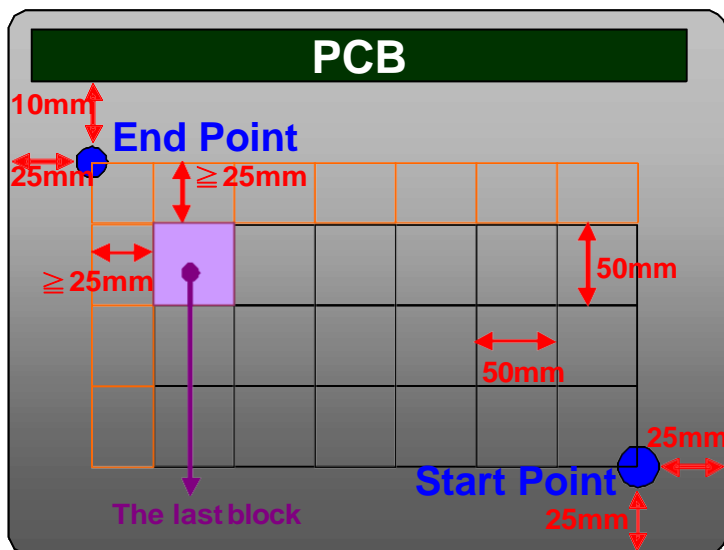 PCB
10mm
End Point
25mm
≧25mm
≧25mm
50mm
50mm
25mm
Start Point
The last block
25mm